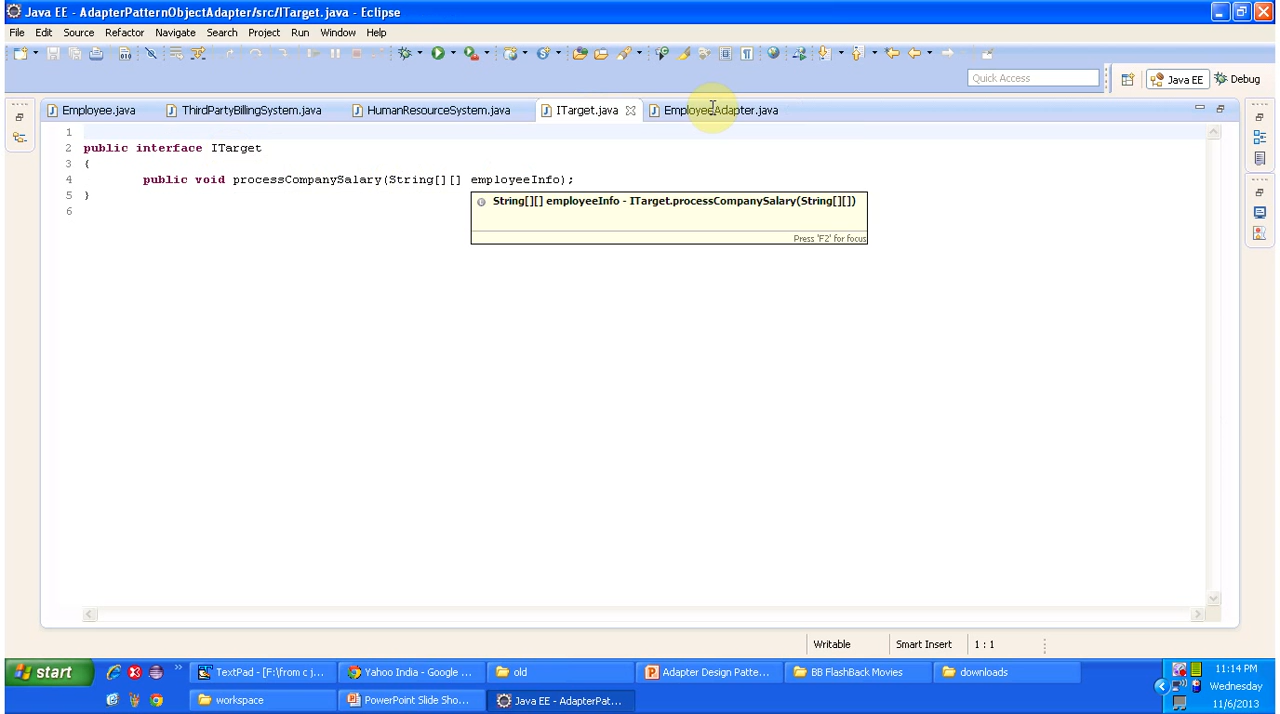 Java EE - AdapterPatternObjectAdapter/src/ITarget.java - Eclipse
File Edit Source Refactor Navigate Search Project Run Window Help
Quick Access
Java EE
Debug
Employee.java
ThirdPartyBillingSystem.java
HumanResourceSystem.java
ITarget.java
EmployeeAdapter.java
1
2 public interface ITarget
3 {
4 public void processCompanySalary(String[][] employeeInfo);
5 }
6
String[][] employeeInfo - ITarget.processCompanySalary(String[][])
Press 'F2' for focus
Writable
Smart Insert
1 : 1
start
TextPad - [F:\from c j...
Yahoo India - Google ...
old
Adapter Design Patte...
BB FlashBack Movies
downloads
11:14 PM
workspace
PowerPoint Slide Sho...
Java EE - AdapterPat...
Wednesday
11/6/2013